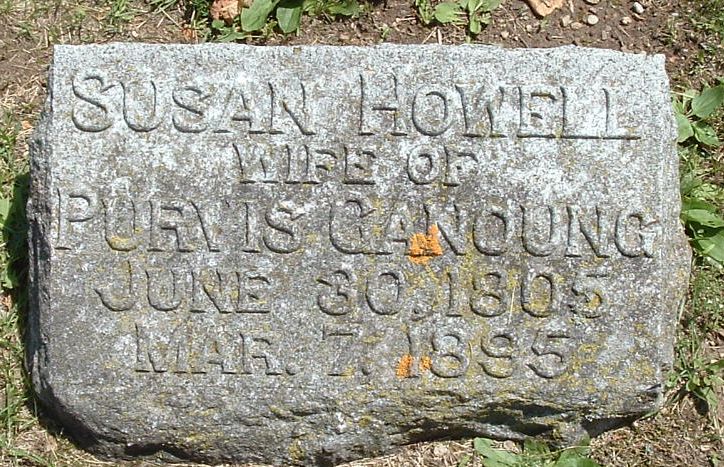 SUSAN HOWELL
WIFE OF
PURVIS GANOUNG
JUNE 30, 1805
MAR. 7. 1895